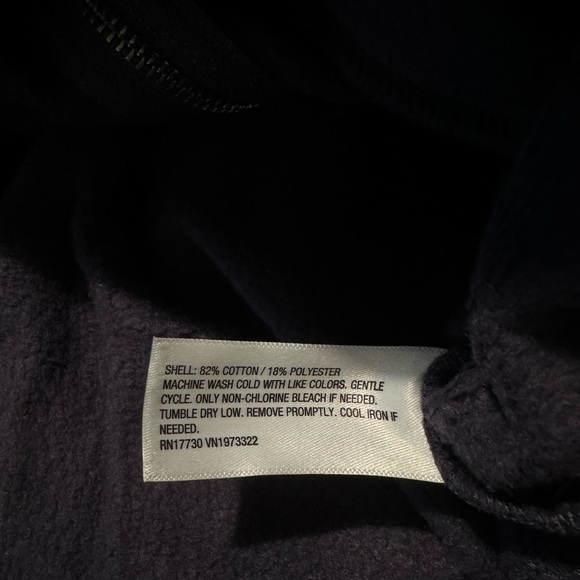 SHELL: 82% COTTON / 18% POLYESTER
MACHINE WASH COLD WITH LIKE COLORS. GENTLE
CYCLE. ONLY NON-CHLORINE BLEACH IF NEEDED.
TUMBLE DRY LOW. REMOVE PROMPTLY. COOL IRON IF
NEEDED.
RN17730 VN1973322